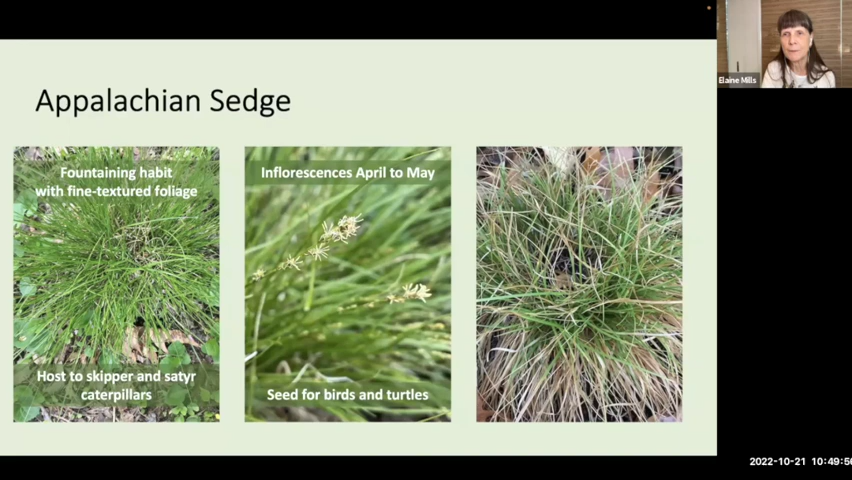 Elaine Mills
Appalachian Sedge
Fountaining habit
with fine-textured foliage
Host to skipper and satyr
caterpillars
Inflorescences April to May
Seed for birds and turtles
2022-10-21 10:49:56